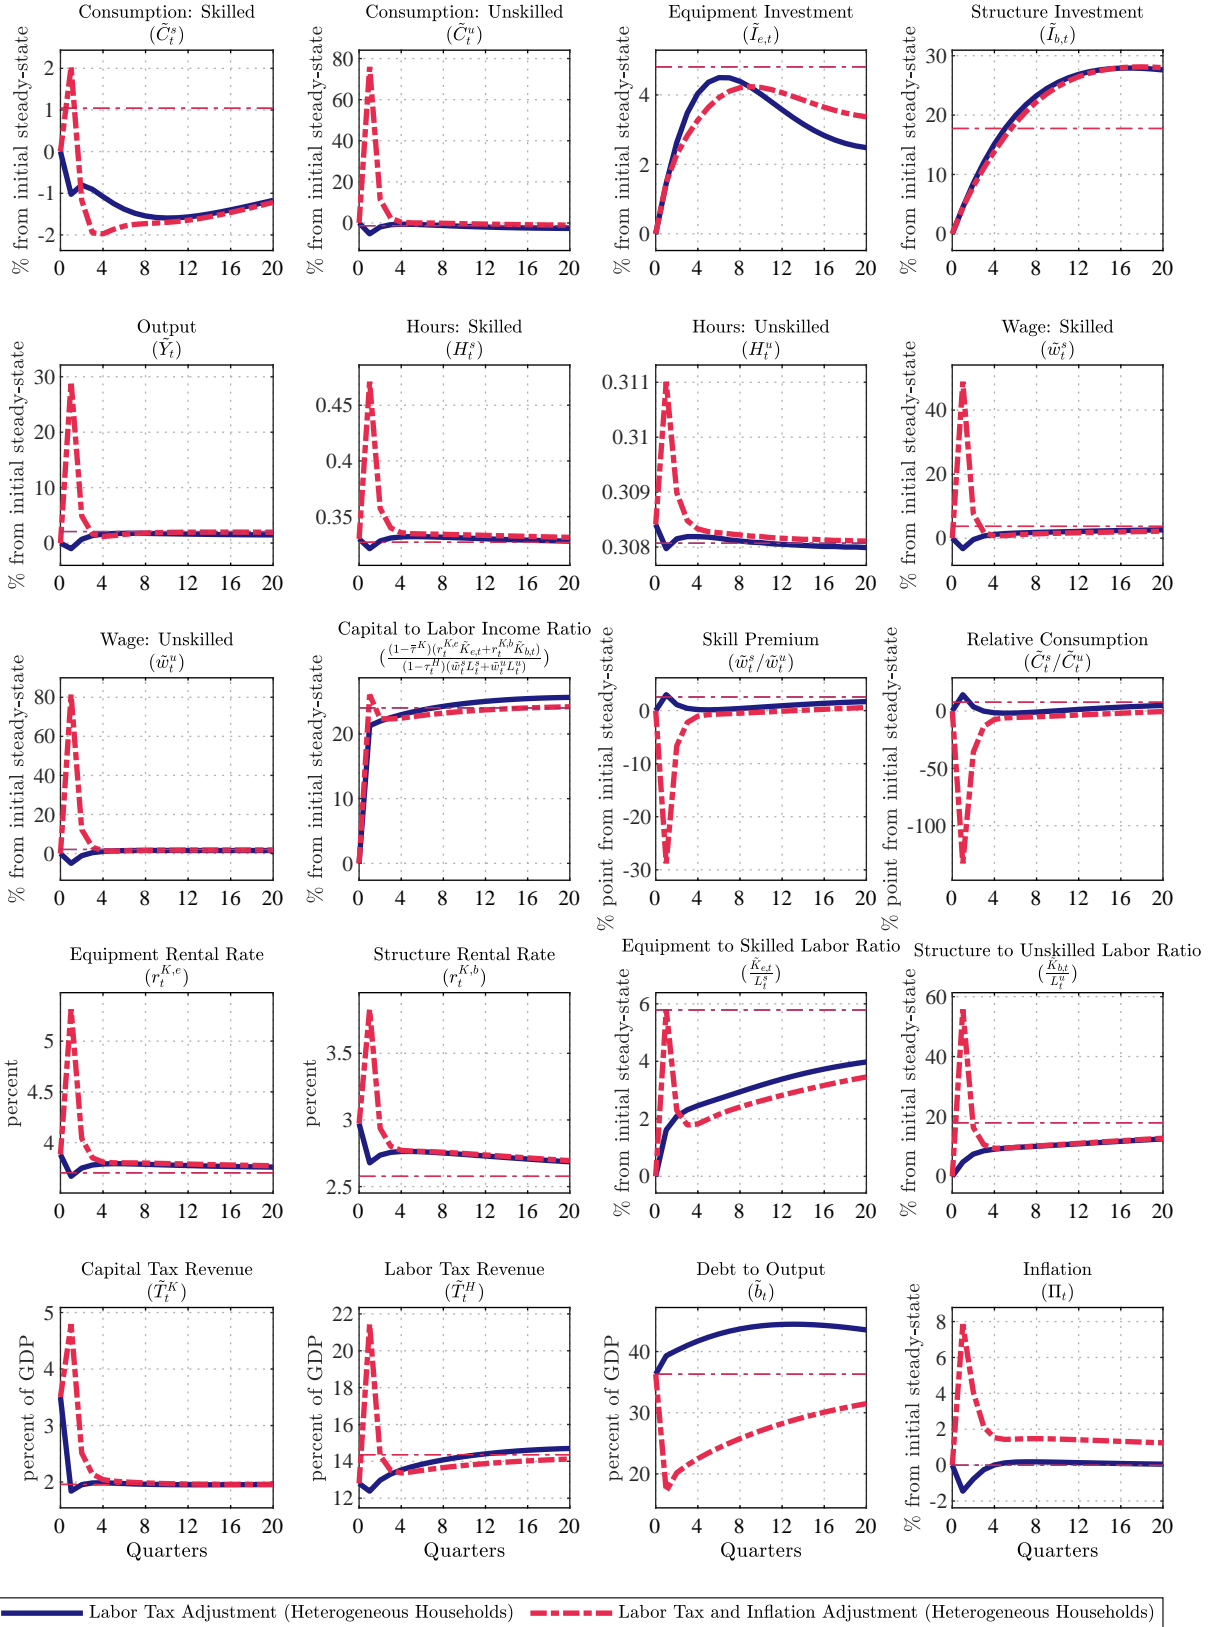 Consumption: Skilled
(C̃ₜˢ)
% from initial steady-state
2
1
0
-1
-2
0 4 8 12 16 20
Consumption: Unskilled
(C̃ₜᵘ)
% from initial steady-state
80
60
40
20
0
0 4 8 12 16 20
Equipment Investment
(Ĩₑ,ₜ)
% from initial steady-state
4
2
0
0 4 8 12 16 20
Structure Investment
(Ĩ_{b,t})
% from initial steady-state
30
20
10
0
0 4 8 12 16 20
Output
(Ỹₜ)
% from initial steady-state
30
20
10
0
0 4 8 12 16 20
Hours: Skilled
(Hₜˢ)
0.45
0.4
0.35
0 4 8 12 16 20
Hours: Unskilled
(Hₜᵘ)
0.311
0.31
0.309
0.308
0 4 8 12 16 20
Wage: Skilled
(w̃ₜˢ)
% from initial steady-state
40
20
0
0 4 8 12 16 20
Wage: Unskilled
(w̃ₜᵘ)
% from initial steady-state
80
60
40
20
0
0 4 8 12 16 20
Capital to Labor Income Ratio
((1−τ̃^K)(r_t^{K,e}K̃_{e,t}+r_t^{K,b}K̃_{b,t})
(1−τ_t^H)(w̃_t^s L_t^s+w̃_t^u L_t^u))
% from initial steady-state
20
10
0
0 4 8 12 16 20
Skill Premium
(w̃ₜˢ/w̃ₜᵘ)
% point from initial steady-state
0
-10
-20
-30
0 4 8 12 16 20
Relative Consumption
(C̃ₜˢ/C̃ₜᵘ)
% point from initial steady-state
0
-50
-100
0 4 8 12 16 20
Equipment Rental Rate
(r_t^{K,e})
percent
5
4.5
4
0 4 8 12 16 20
Structure Rental Rate
(r_t^{K,b})
percent
3.5
3
2.5
0 4 8 12 16 20
Equipment to Skilled Labor Ratio
(K̃_{e,t}/L_t^s)
% from initial steady-state
6
4
2
0
0 4 8 12 16 20
Structure to Unskilled Labor Ratio
(K̃_{b,t}/L_t^u)
% from initial steady-state
60
40
20
0
0 4 8 12 16 20
Capital Tax Revenue
(T̃_t^K)
percent of GDP
5
4
3
2
0 4 8 12 16 20
Quarters
Labor Tax Revenue
(T̃_t^H)
percent of GDP
22
20
18
16
14
12
0 4 8 12 16 20
Quarters
Debt to Output
(b̃ₜ)
percent of GDP
40
30
20
0 4 8 12 16 20
Quarters
Inflation
(Πₜ)
% from initial steady-state
8
6
4
2
0
-2
0 4 8 12 16 20
Quarters
Labor Tax Adjustment (Heterogeneous Households)
Labor Tax and Inflation Adjustment (Heterogeneous Households)